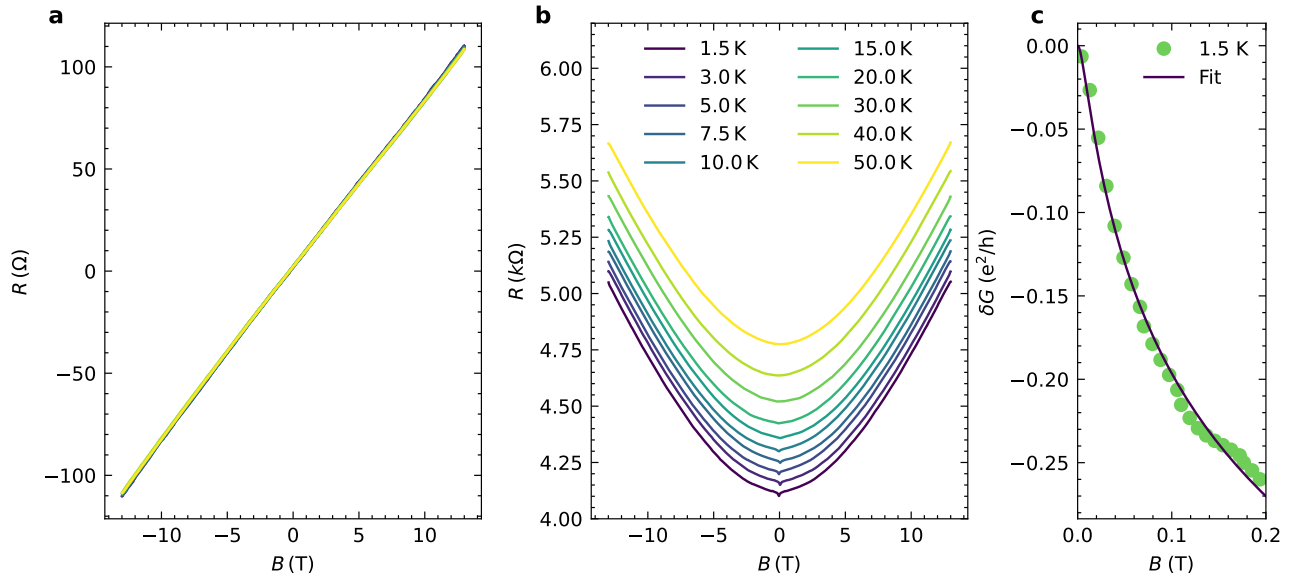 a
100
50
0
−50
−100
R (Ω)
−10 −5 0 5 10
B (T)
b
6.00
5.75
5.50
5.25
5.00
4.75
4.50
4.25
4.00
R (kΩ)
1.5 K
3.0 K
5.0 K
7.5 K
10.0 K
15.0 K
20.0 K
30.0 K
40.0 K
50.0 K
−10 −5 0 5 10
B (T)
c
0.00
−0.05
−0.10
−0.15
−0.20
−0.25
δG (e²/h)
1.5 K
Fit
0.0 0.1 0.2
B (T)